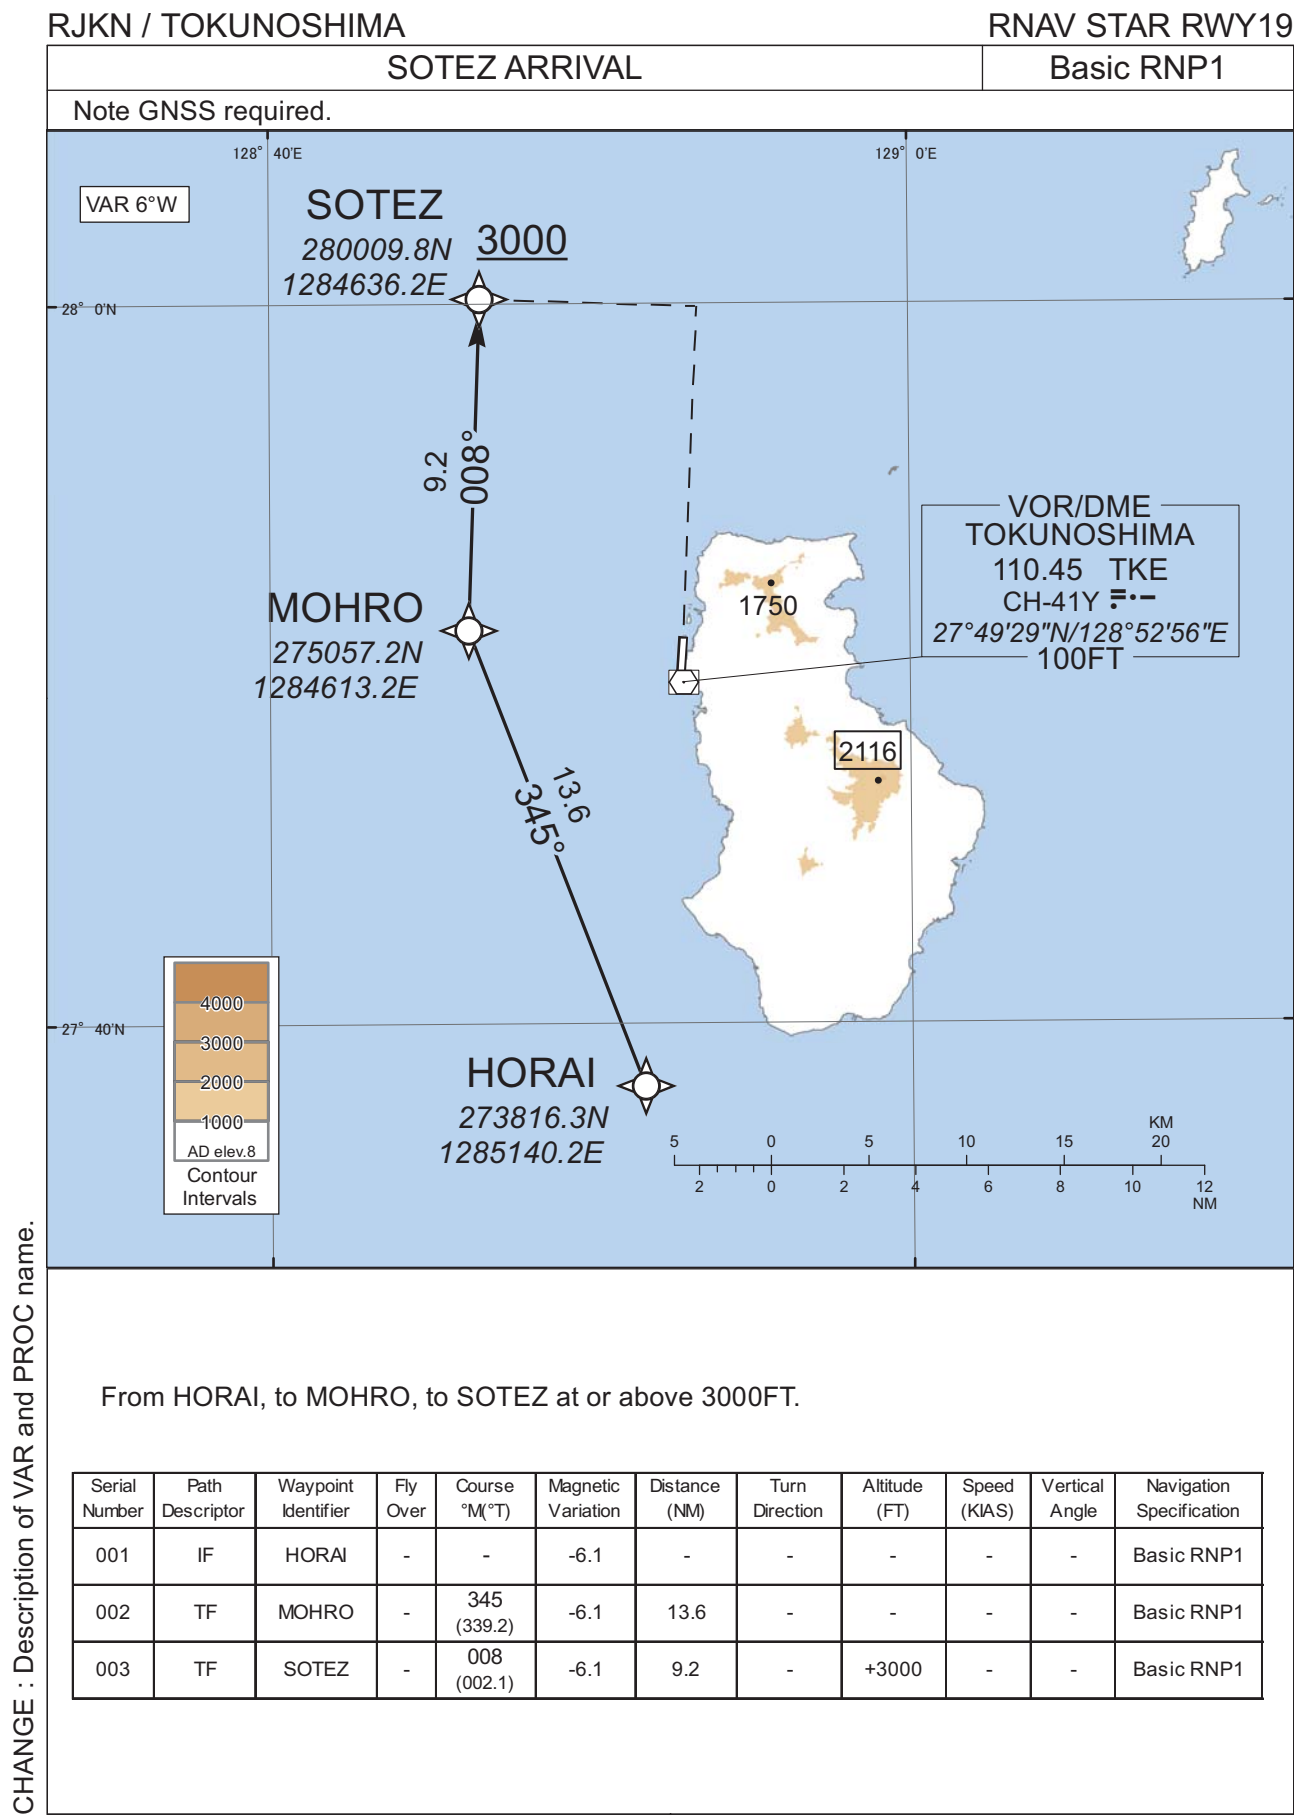 RJKN / TOKUNOSHIMA
RNAV STAR RWY19
SOTEZ ARRIVAL
Basic RNP1
Note GNSS required.
128° 40'E
129° 0'E
VAR 6°W
SOTEZ
280009.8N
1284636.2E
3000
28° 0'N
9.2
008°
VOR/DME
TOKUNOSHIMA
110.45 TKE
CH-41Y
27°49'29"N/128°52'56"E
100FT
1750
MOHRO
275057.2N
1284613.2E
2116
13.6
345°
4000
3000
2000
1000
AD elev.8
Contour
Intervals
27° 40'N
HORAI
273816.3N
1285140.2E
KM
5 0 5 10 15 20
2 0 2 4 6 8 10 12
NM
CHANGE : Description of VAR and PROC name.
From HORAI, to MOHRO, to SOTEZ at or above 3000FT.
Serial Path Waypoint Fly Course Magnetic Distance Turn Altitude Speed Vertical Navigation
Number Descriptor Identifier Over °M(°T) Variation (NM) Direction (FT) (KIAS) Angle Specification
001 IF HORAI - - -6.1 - - - - - Basic RNP1
002 TF MOHRO - 345 (339.2) -6.1 13.6 - - - - Basic RNP1
003 TF SOTEZ - 008 (002.1) -6.1 9.2 - +3000 - - Basic RNP1